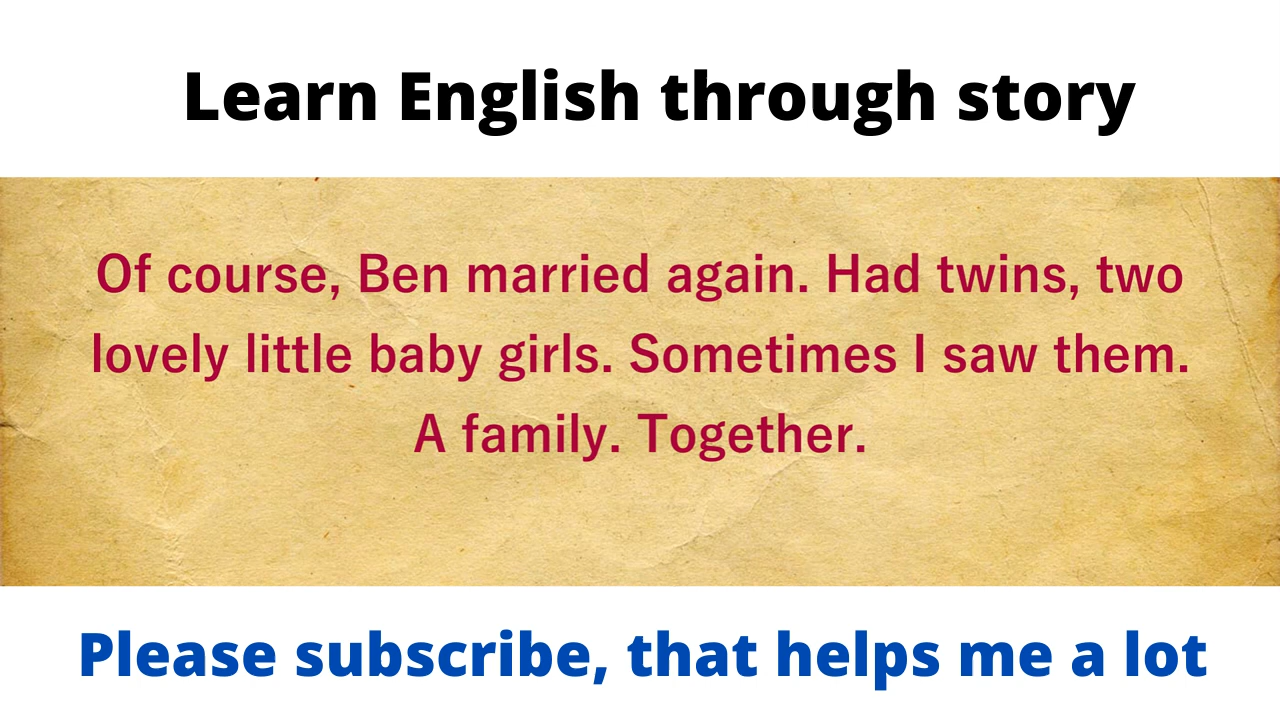 Learn English through story
Of course, Ben married again. Had twins, two
lovely little baby girls. Sometimes I saw them.
A family. Together.
Please subscribe, that helps me a lot